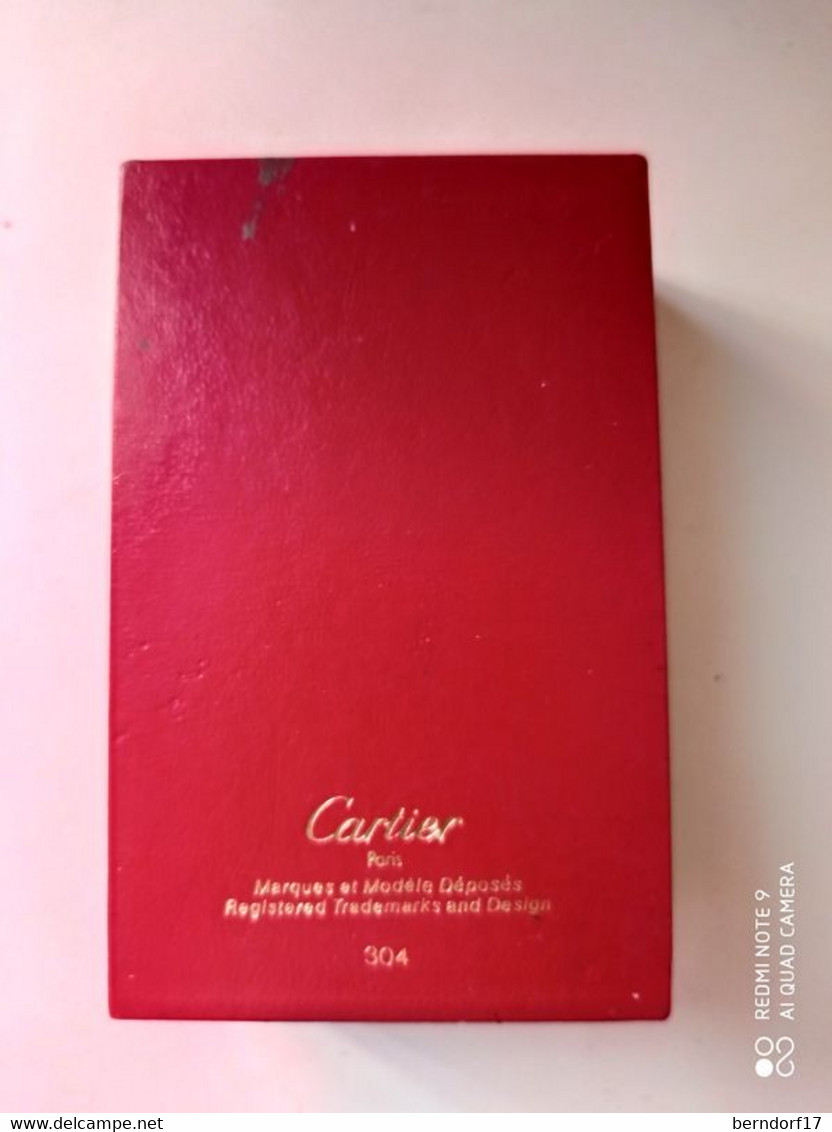 Cartier
Paris
Marques et Modèle Déposés
Registered Trademarks and Design
304
REDMI NOTE 9
AI QUAD CAMERA
www.delcampe.net
berndorf17